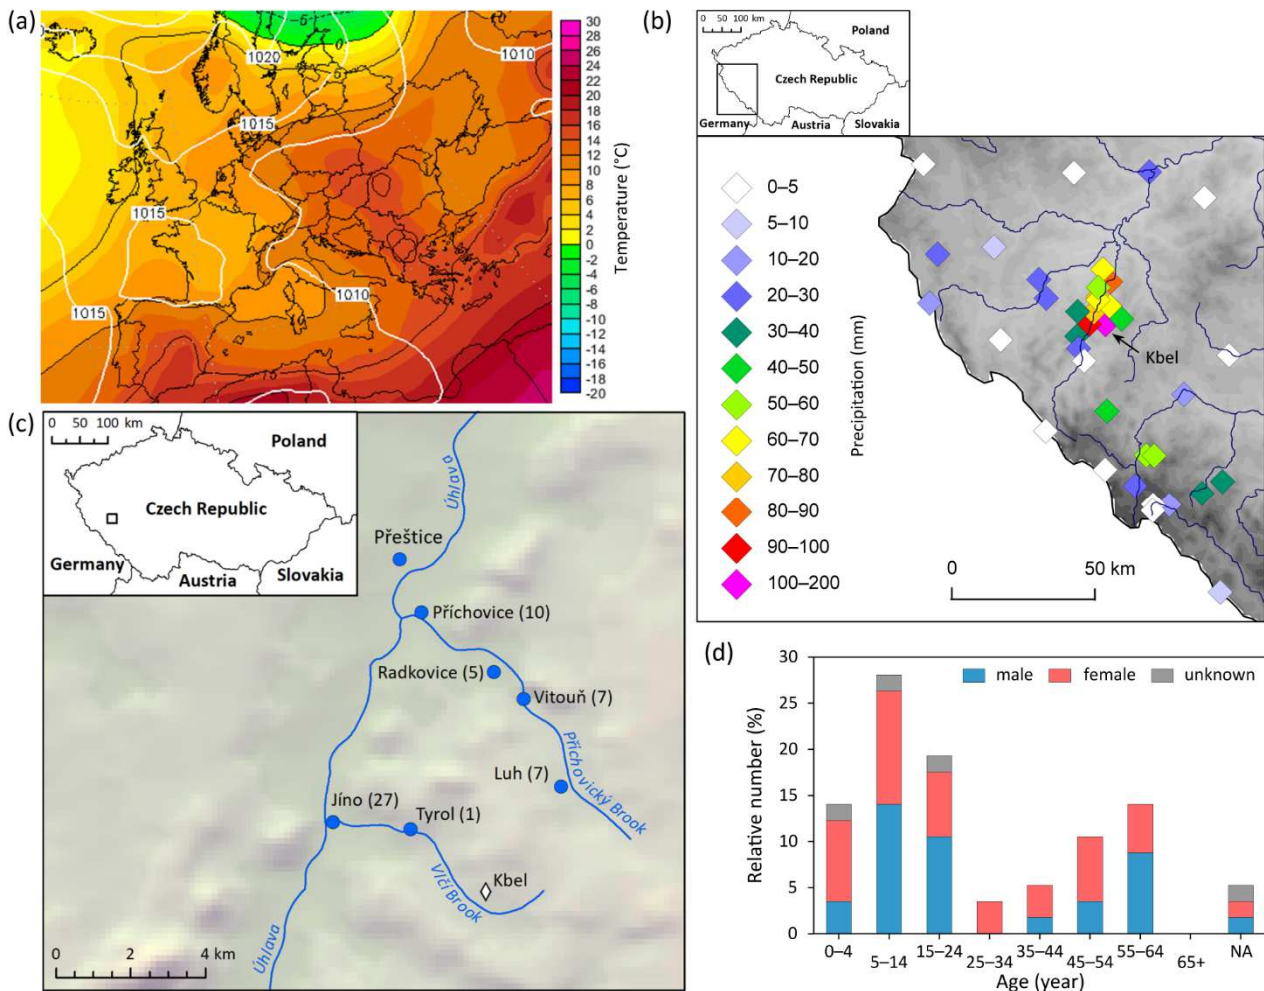 (a)
1020
1010
1015
1015
1015
1010
-5
0
5
15
30
28
26
24
22
20
18
16
14
12
10
8
6
4
2
0
-2
-4
-6
-8
-10
-12
-14
-16
-18
-20
Temperature (°C)
(b)
0 50 100 km
Poland
Czech Republic
Germany
Austria
Slovakia
0–5
5–10
10–20
20–30
30–40
40–50
50–60
60–70
70–80
80–90
90–100
100–200
Precipitation (mm)
Kbel
0 50 km
(c)
0 50 100 km
Poland
Czech Republic
Germany
Austria
Slovakia
Úhlava
Přeštice
Příchovice (10)
Radkovice (5)
Vitouň (7)
Příchovický Brook
Luh (7)
Jíno (27)
Tyrol (1)
Kbel
Vlčí Brook
Úhlava
0 2 4 km
(d)
male female unknown
30
25
20
15
10
5
0
Relative number (%)
0–4
5–14
15–24
25–34
35–44
45–54
55–64
65+
NA
Age (year)